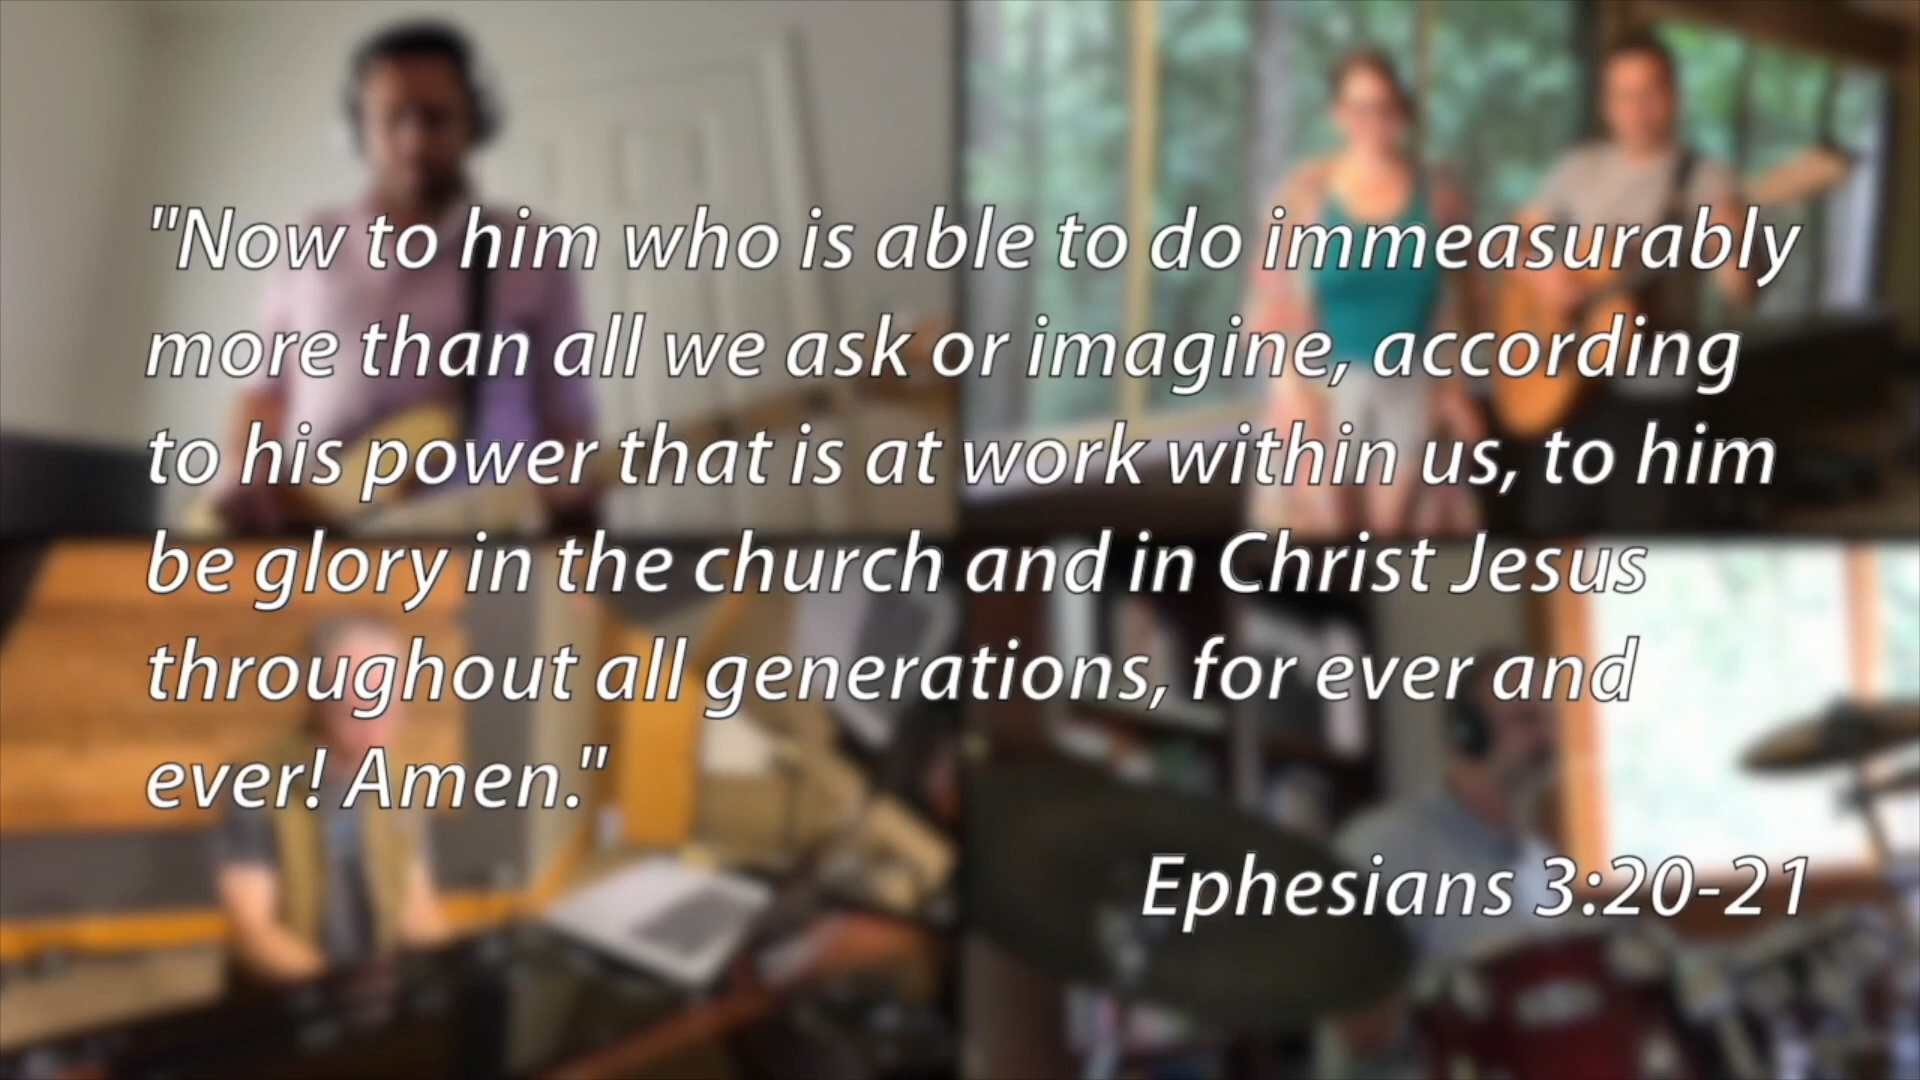 "Now to him who is able to do immeasurably
more than all we ask or imagine, according
to his power that is at work within us, to him
be glory in the church and in Christ Jesus
throughout all generations, for ever and
ever! Amen."
Ephesians 3:20-21